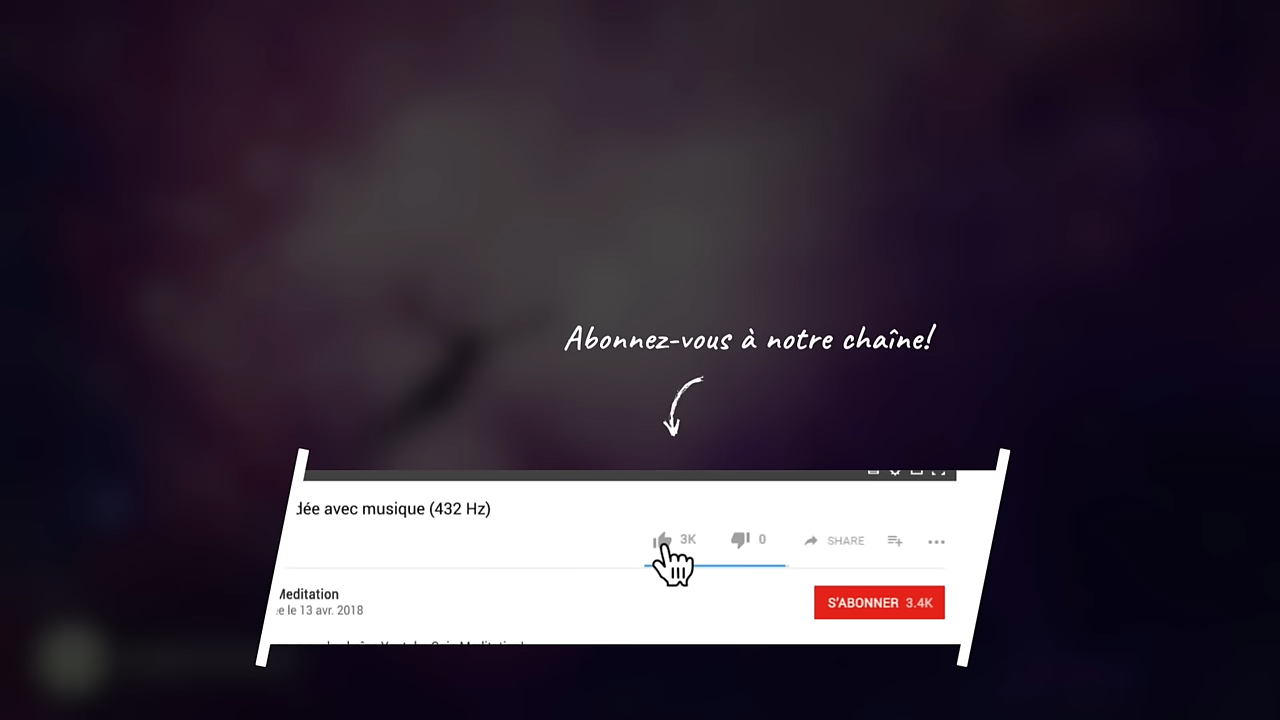 Abonnez-vous à notre chaîne!
dée avec musique (432 Hz)
3K 0 SHARE
Meditation
e le 13 avr. 2018
S'ABONNER 3.4K